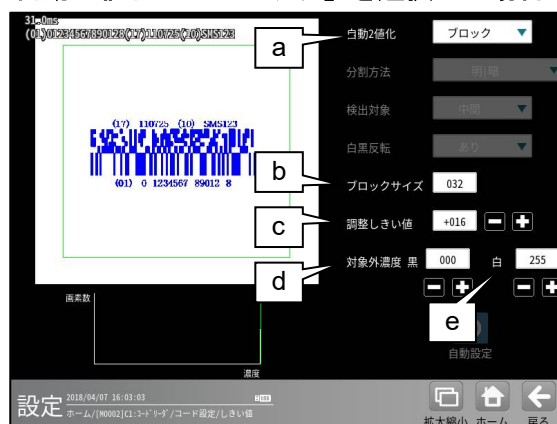 31.0ms
(01)01234567890128(17)110725(10)SMS123
(17) 110725 (10) SMS123
(01) 0 1234567 89012 8
a
自動2値化 ブロック
分割方法 明|暗
検出対象 中間
白黒反転 あり
b
ブロックサイズ 032
c
調整しきい値 +016
d
対象外濃度 黒 000 白 255
e
自動設定
画素数
濃度
設定
2018/04/07 16:03:03
ホーム/[M0002]C1:コードリーダ/コード設定/しきい値
拡大縮小 ホーム 戻る